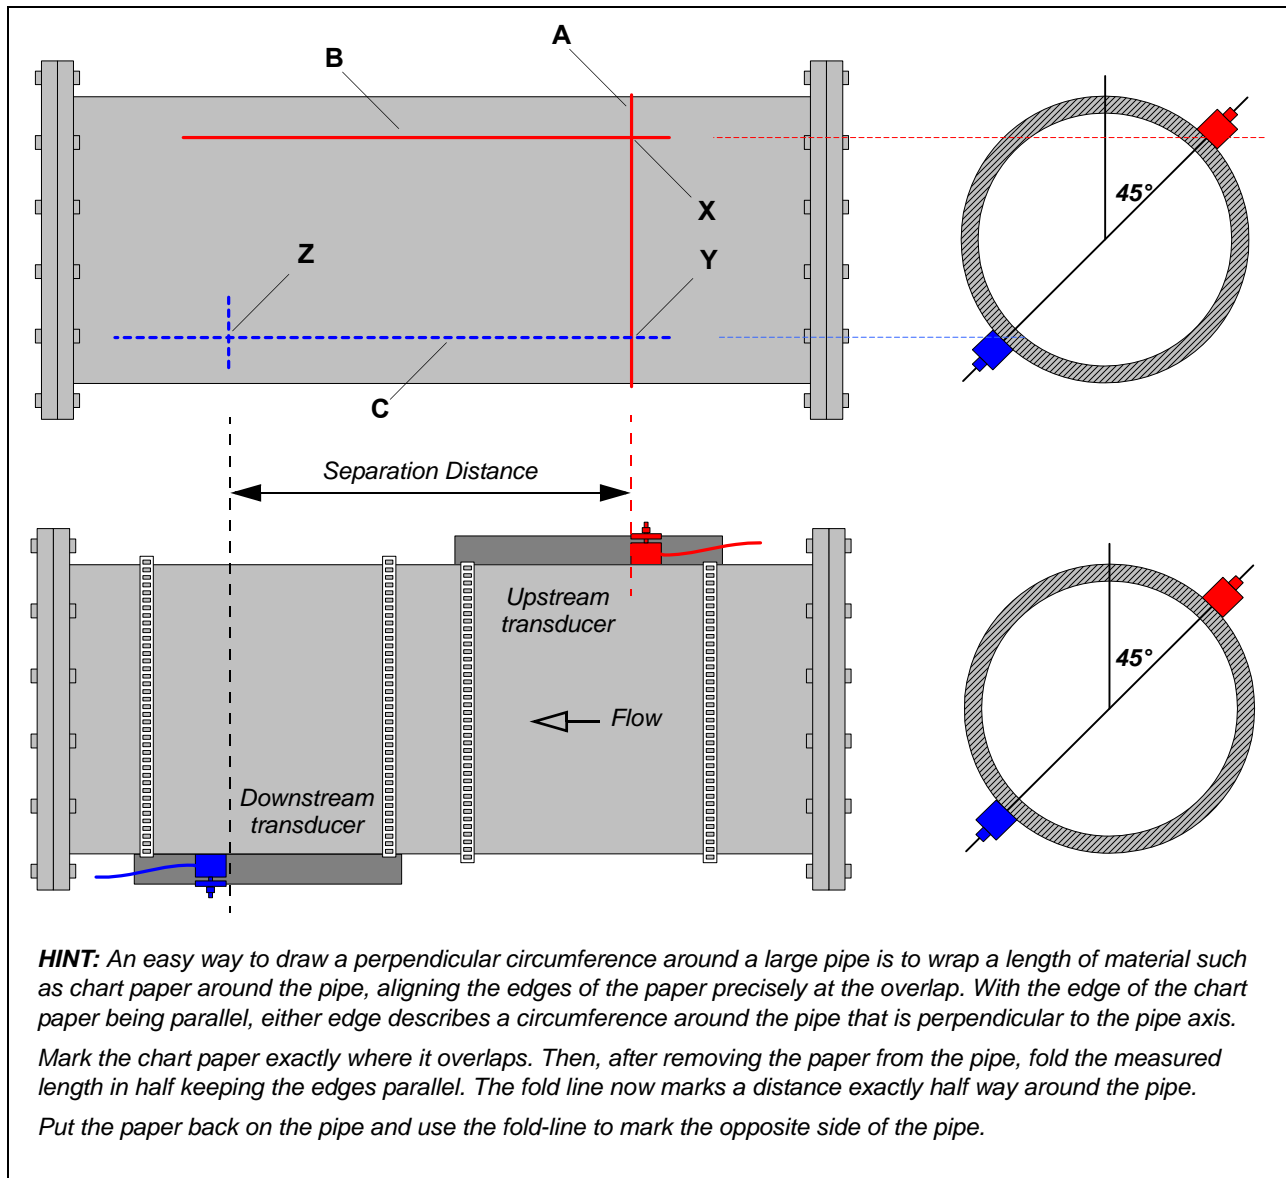 A
B
X
45°
Z
Y
C
Separation Distance
Upstream
transducer
45°
Flow
Downstream
transducer
HINT: An easy way to draw a perpendicular circumference around a large pipe is to wrap a length of material such
as chart paper around the pipe, aligning the edges of the paper precisely at the overlap. With the edge of the chart
paper being parallel, either edge describes a circumference around the pipe that is perpendicular to the pipe axis.
Mark the chart paper exactly where it overlaps. Then, after removing the paper from the pipe, fold the measured
length in half keeping the edges parallel. The fold line now marks a distance exactly half way around the pipe.
Put the paper back on the pipe and use the fold-line to mark the opposite side of the pipe.